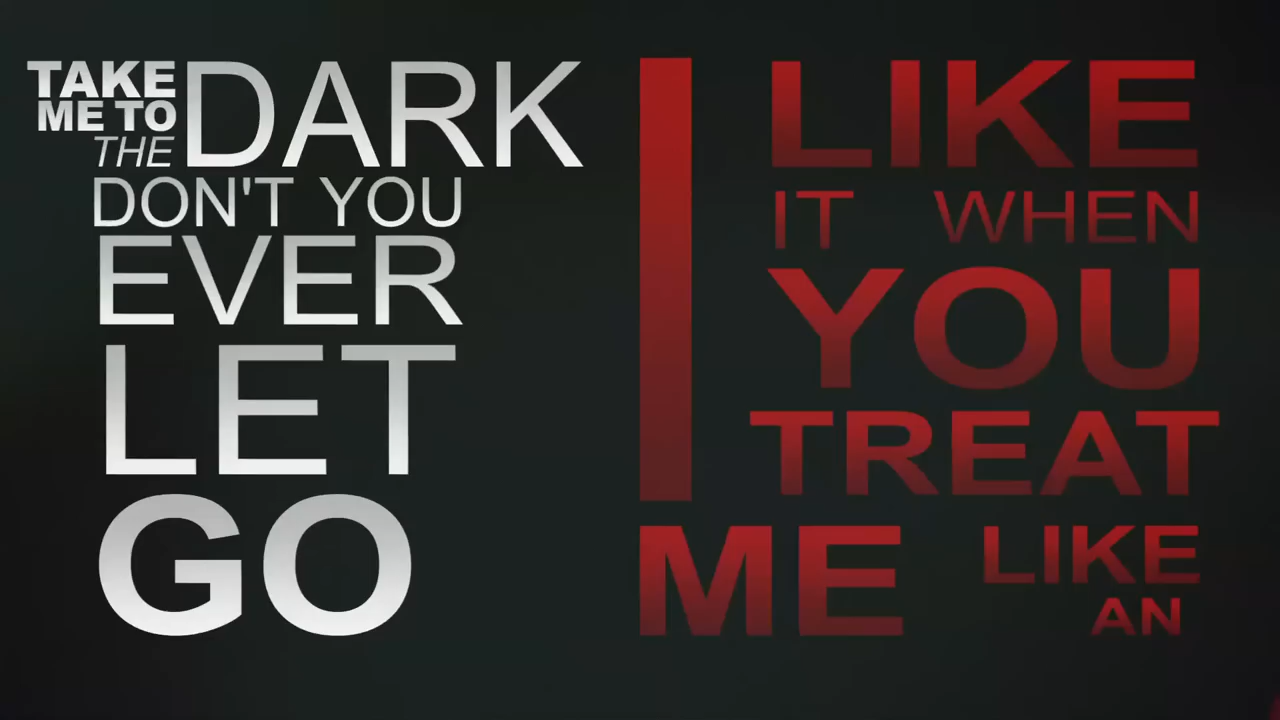 TAKE
ME TO
THE DARK
DON'T YOU
EVER
LET
GO
I LIKE
IT WHEN
YOU
TREAT
ME LIKE
AN